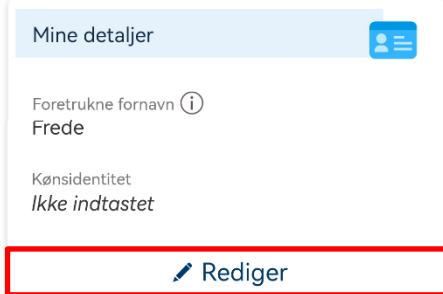 Mine detaljer
Foretrukne fornavn
Frede
Kønsidentitet
Ikke indtastet
Rediger